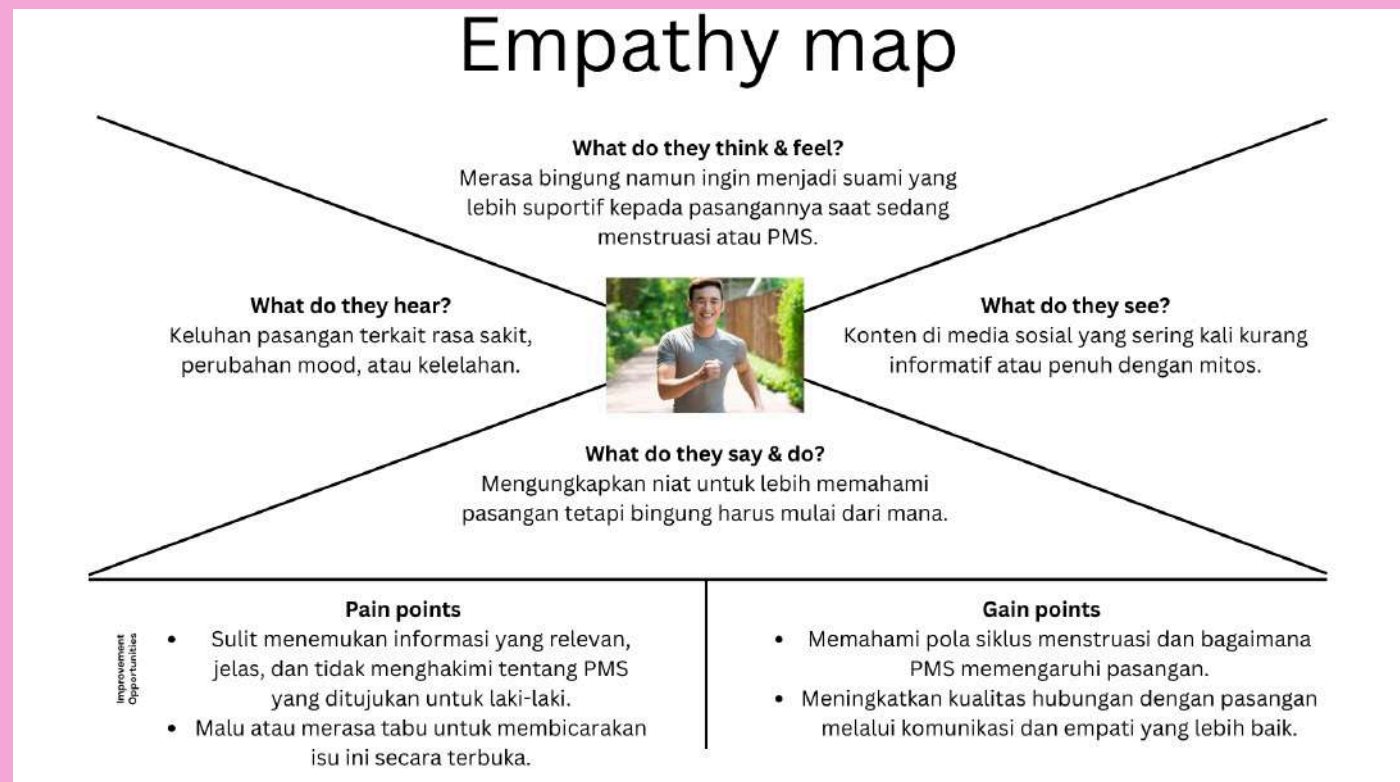 Empathy map
What do they think & feel?
Merasa bingung namun ingin menjadi suami yang
lebih suportif kepada pasangannya saat sedang
menstruasi atau PMS.
What do they hear?
Keluhan pasangan terkait rasa sakit,
perubahan mood, atau kelelahan.
What do they see?
Konten di media sosial yang sering kali kurang
informatif atau penuh dengan mitos.
What do they say & do?
Mengungkapkan niat untuk lebih memahami
pasangan tetapi bingung harus mulai dari mana.
Improvement
Opportunities
Pain points
• Sulit menemukan informasi yang relevan,
jelas, dan tidak menghakimi tentang PMS
yang ditujukan untuk laki-laki.
• Malu atau merasa tabu untuk membicarakan
isu ini secara terbuka.
Gain points
• Memahami pola siklus menstruasi dan bagaimana
PMS memengaruhi pasangan.
• Meningkatkan kualitas hubungan dengan pasangan
melalui komunikasi dan empati yang lebih baik.